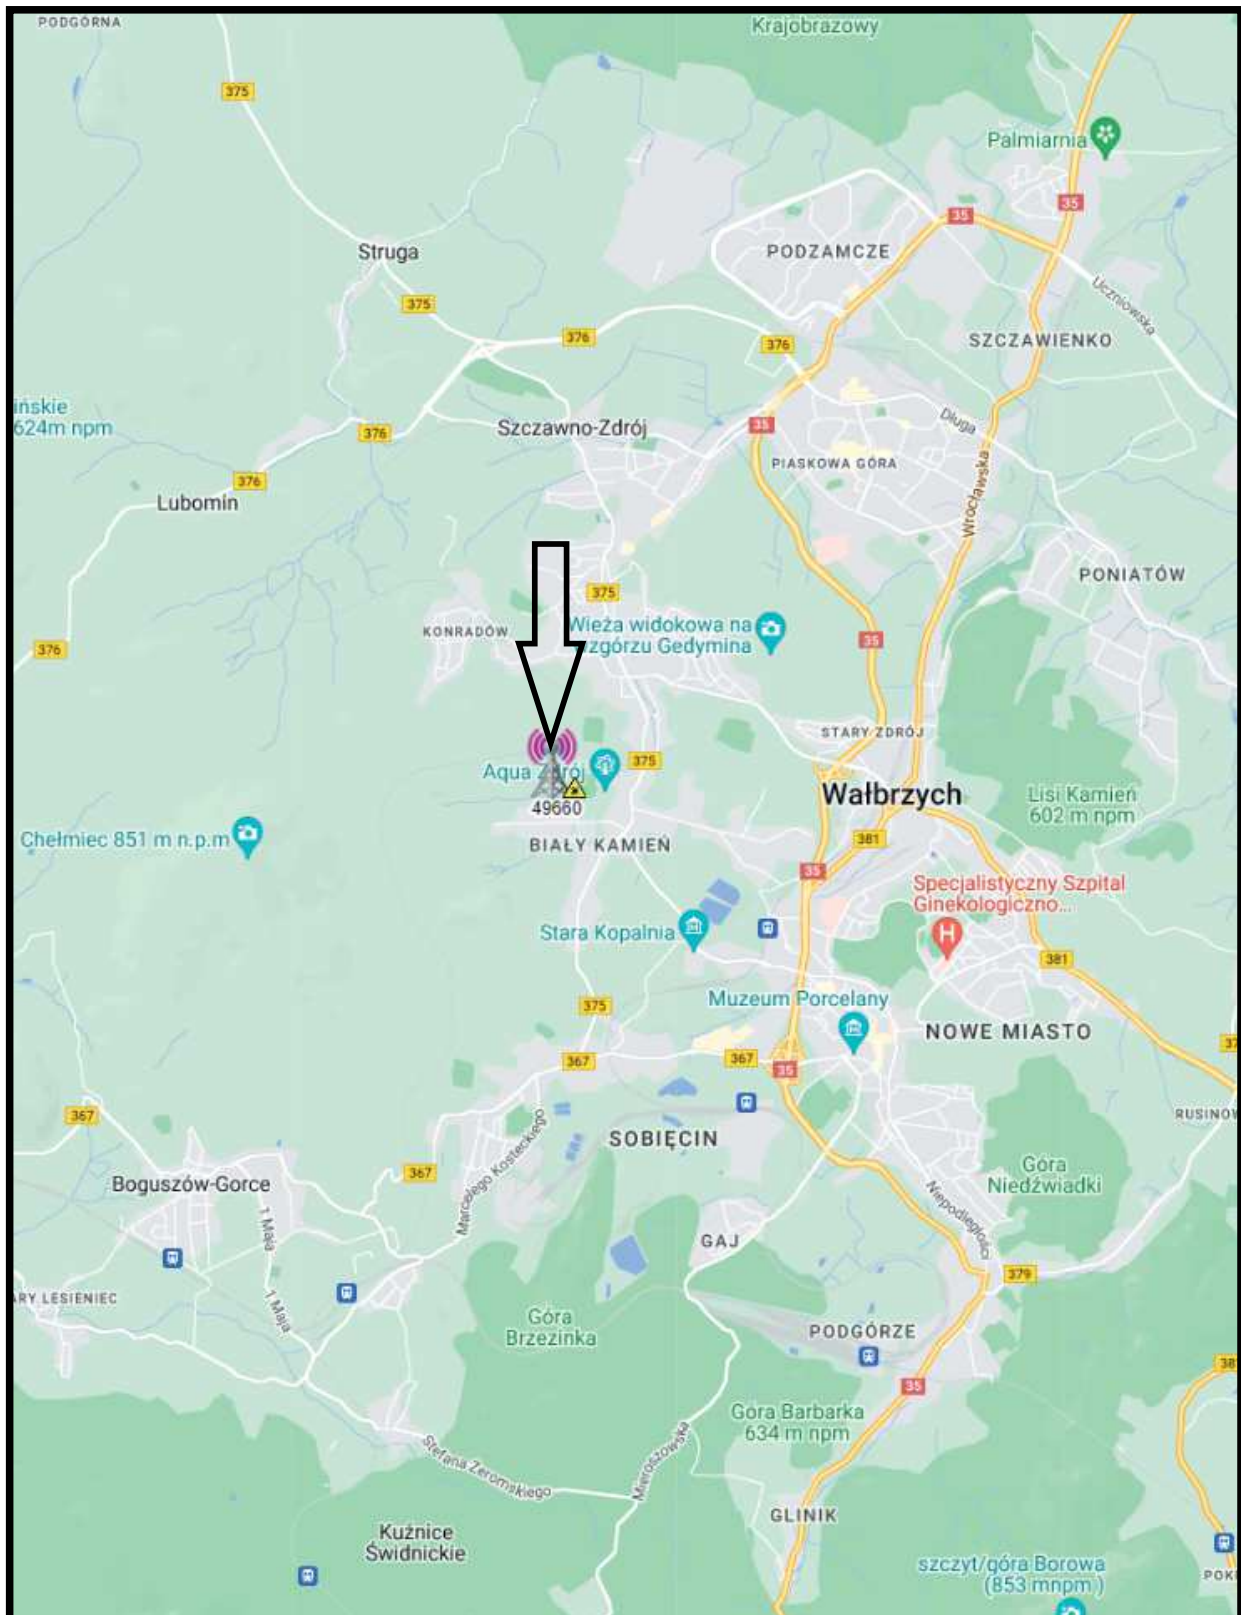 PODGÓRNA
Krajobrazowy
375
Palmiarnia
35
35
PODZAMCZE
Struga
Uczniowska
375
376
376
SZCZAWIENKO
ińskie
624m npm
Długa
35
376
Szczawno-Zdrój
PIASKOWA GÓRA
Wrocławska
376
Lubomin
PONIATÓW
375
KONRADÓW
Wieża widokowa na
wzgórzu Gedymina
35
376
STARY ZDRÓJ
375
Aqua Zdrój
49660
Wałbrzych
Lisi Kamień
602 m npm
Chełmiec 851 m n.p.m
BIAŁY KAMIEŃ
381
35
Specjalistyczny Szpital
Ginekologiczno...
Stara Kopalnia
381
Muzeum Porcelany
375
NOWE MIASTO
37
367
367
35
367
RUSINOW
SOBIĘCIN
Marcelego Kosteckiego
367
Góra
Niedźwiadki
Boguszów-Gorce
Niepodległości
1 Maja
GAJ
379
ARY LESIENIEC
1 Maja
Góra
Brzezinka
PODGÓRZE
38
35
Góra Barbarka
634 m npm
Stefana Żeromskiego
Mieroszowska
GLINIK
Kuźnice
Świdnickie
szczyt/góra Borowa
(853 mnpm )
POK